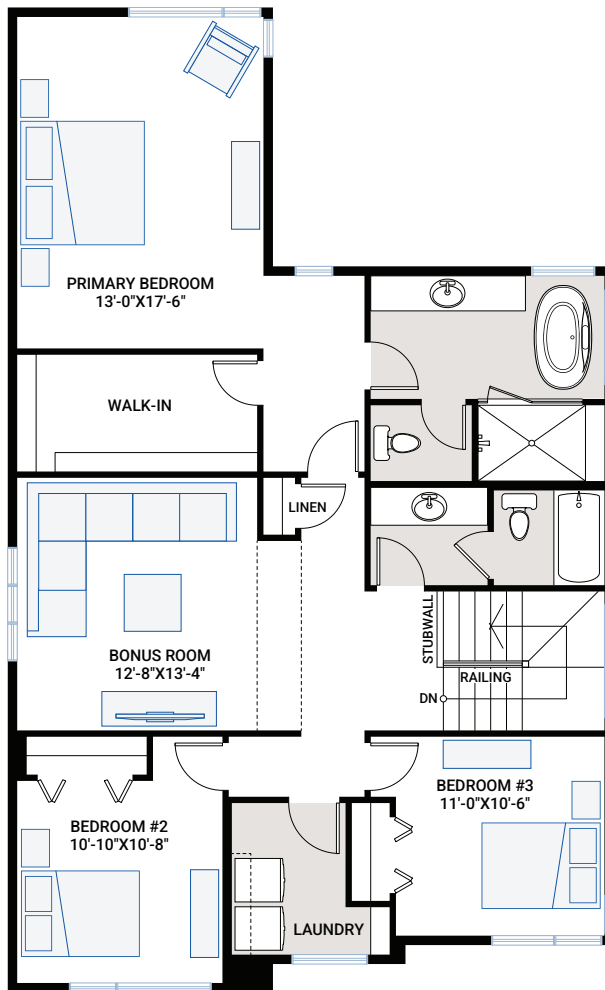 PRIMARY BEDROOM
13'-0"X17'-6"
WALK-IN
LINEN
BONUS ROOM
12'-8"X13'-4"
STUBWALL
RAILING
DN
BEDROOM #2
10'-10"X10'-8"
BEDROOM #3
11'-0"X10'-6"
LAUNDRY